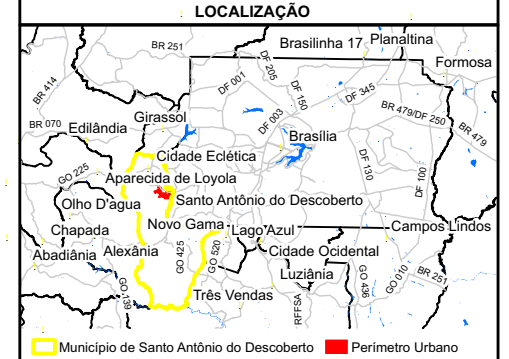 LOCALIZAÇÃO
BR 251
Brasilinha 17
Planaltina
DF 205
Formosa
DF 001
DF 150
BR 414
DF 345
BR 479/DF 250
BR 070
Edilândia
Girassol
DF 003
Brasília
BR 479
Cidade Eclética
DF 130
DF 100
GO 225
Aparecida de Loyola
Olho D'agua
Santo Antônio do Descoberto
Chapada
Novo Gama
Lago Azul
Campos Lindos
Abadiânia
Alexânia
GO 425
GO 520
Cidade Ocidental
Luziânia
GO 436
GO 010
BR 251
GO 139
Três Vendas
RFFSA
Município de Santo Antônio do Descoberto
Perímetro Urbano